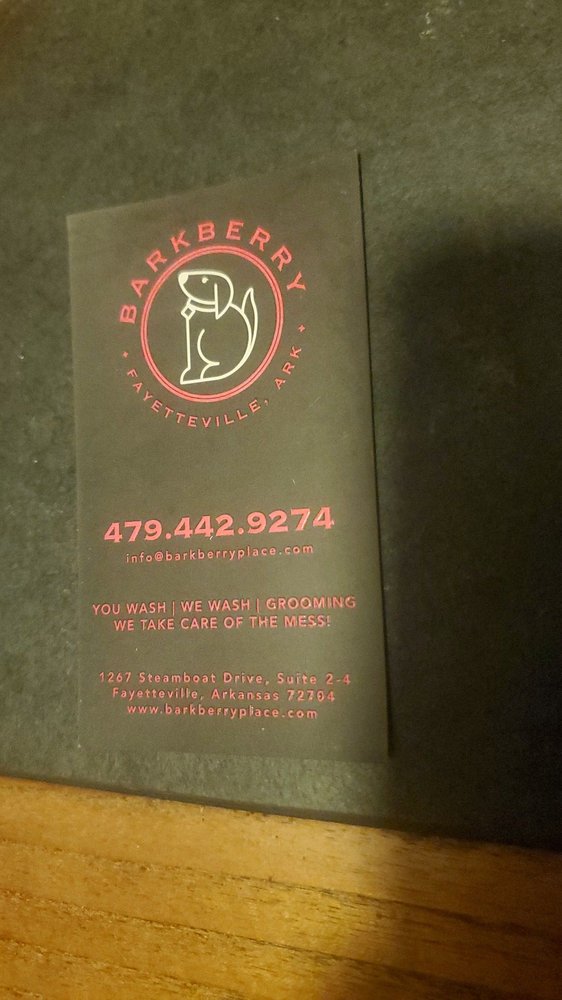 BARKBERRY
+ FAYETTEVILLE, ARK +
479.442.9274
info@barkberryplace.com
YOU WASH | WE WASH | GROOMING
WE TAKE CARE OF THE MESS!
1267 Steamboat Drive, Suite 2-4
Fayetteville, Arkansas 72704
www.barkberryplace.com